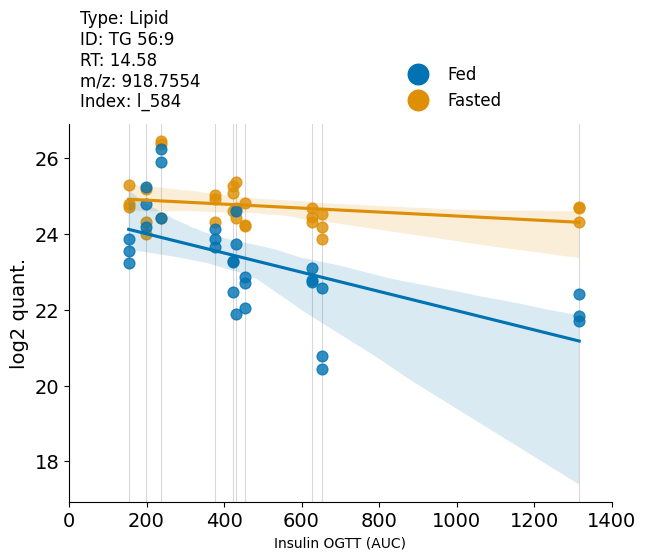 Type: Lipid
ID: TG 56:9
RT: 14.58
m/z: 918.7554
Index: l_584
Fed
Fasted
26
24
22
20
18
log2 quant.
0 200 400 600 800 1000 1200 1400
Insulin OGTT (AUC)